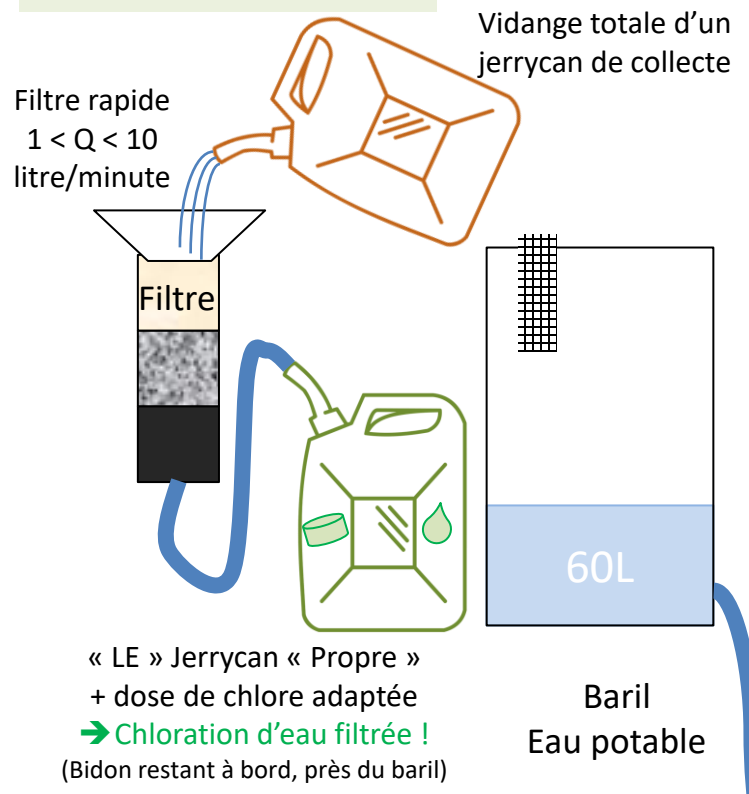 Vidange totale d’un
jerrycan de collecte
Filtre rapide
1 < Q < 10
litre/minute
Filtre
60L
« LE » Jerrycan « Propre »
+ dose de chlore adaptée
➔ Chloration d’eau filtrée !
(Bidon restant à bord, près du baril)
Baril
Eau potable